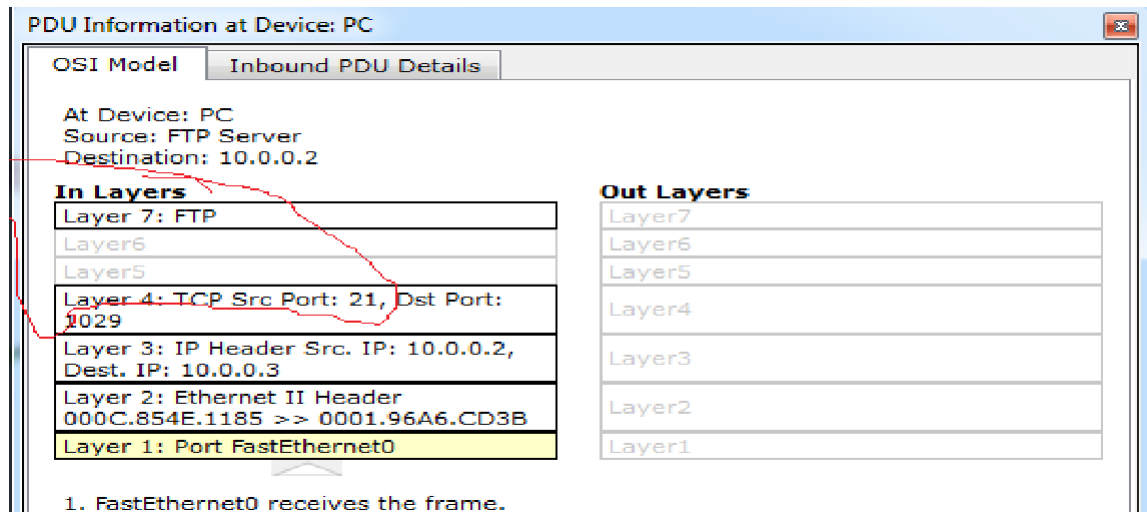 PDU Information at Device: PC
OSI Model
Inbound PDU Details
At Device: PC
Source: FTP Server
Destination: 10.0.0.2
In Layers
Layer 7: FTP
Layer6
Layer5
Layer 4: TCP Src Port: 21, Dst Port:
1029
Layer 3: IP Header Src. IP: 10.0.0.2,
Dest. IP: 10.0.0.3
Layer 2: Ethernet II Header
000C.854E.1185 >> 0001.96A6.CD3B
Layer 1: Port FastEthernet0
Out Layers
Layer7
Layer6
Layer5
Layer4
Layer3
Layer2
Layer1
1. FastEthernet0 receives the frame.